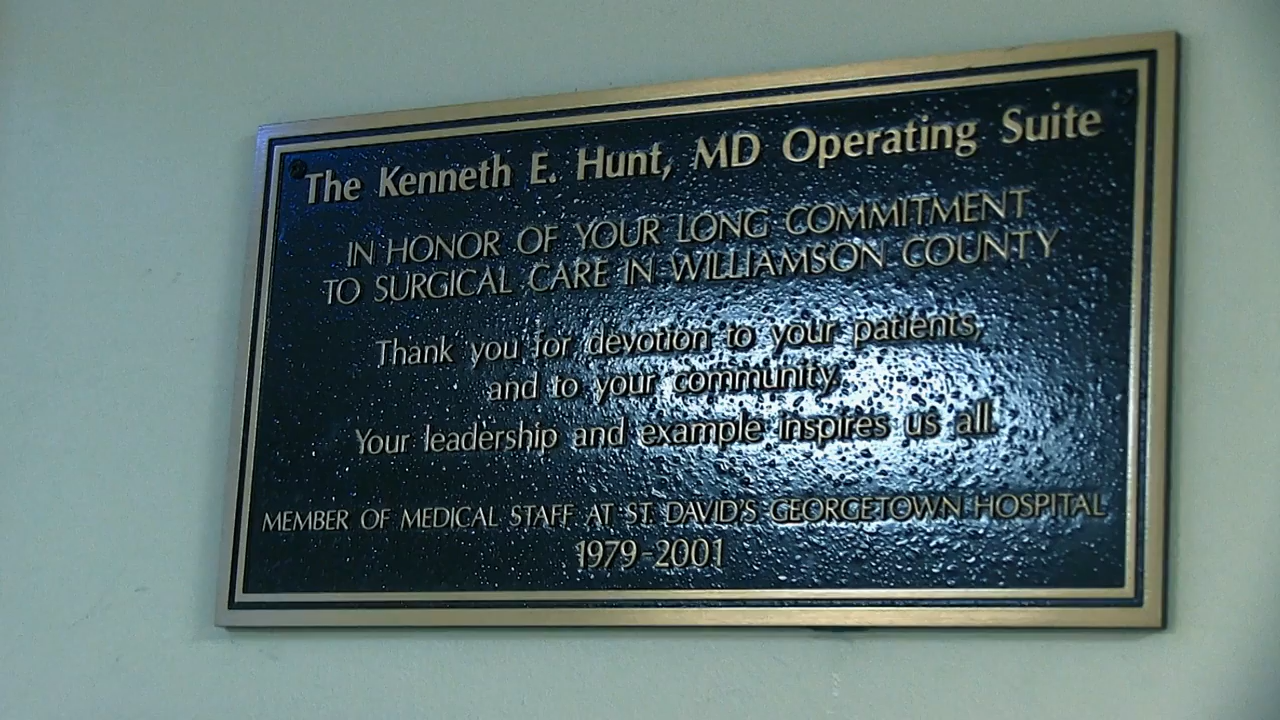 The Kenneth E. Hunt, MD Operating Suite
IN HONOR OF YOUR LONG COMMITMENT
TO SURGICAL CARE IN WILLIAMSON COUNTY
Thank you for devotion to your patients,
and to your community.
Your leadership and example inspires us all.
MEMBER OF MEDICAL STAFF AT ST. DAVID'S GEORGETOWN HOSPITAL
1979-2001